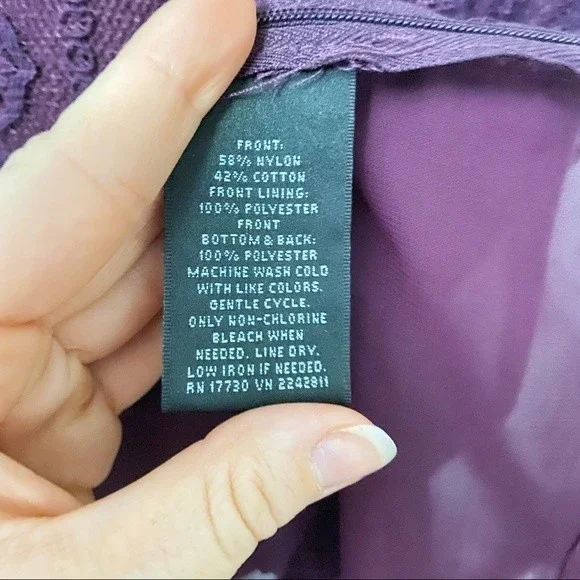 FRONT:
58% NYLON
42% COTTON
FRONT LINING:
100% POLYESTER
FRONT
BOTTOM & BACK:
100% POLYESTER
MACHINE WASH COLD
WITH LIKE COLORS.
GENTLE CYCLE.
ONLY NON-CHLORINE
BLEACH WHEN
NEEDED. LINE DRY.
LOW IRON IF NEEDED.
RN 17730 VN 2242811